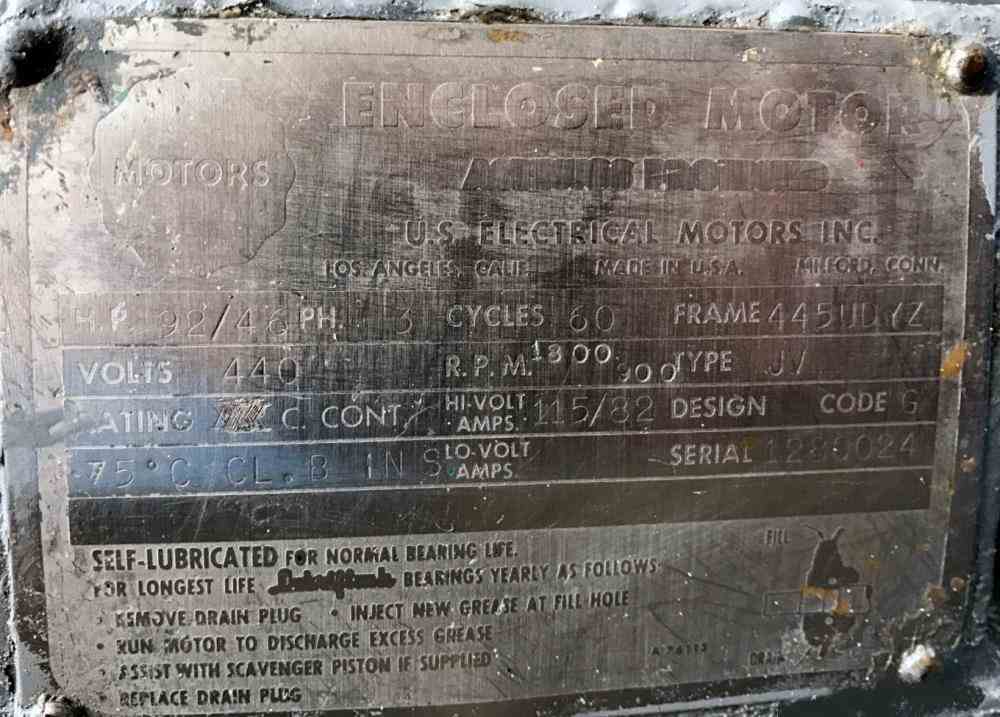 ENCLOSED MOTOR
MOTORS
U.S. ELECTRICAL MOTORS INC.
LOS ANGELES, CALIF. MADE IN U.S.A. MILFORD, CONN.
H.P. 92/46 PH. 3 CYCLES 60 FRAME 445UDYZ
VOLTS 440 R.P.M. 1800 900 TYPE JV
RATING C. CONT. HI-VOLT AMPS. 115/82 DESIGN CODE G
75°C CL.B INS LO-VOLT AMPS. SERIAL
SELF-LUBRICATED FOR NORMAL BEARING LIFE.
FOR LONGEST LIFE BEARINGS YEARLY AS FOLLOWS:
• REMOVE DRAIN PLUG • INJECT NEW GREASE AT FILL HOLE
• RUN MOTOR TO DISCHARGE EXCESS GREASE
• ASSIST WITH SCAVENGER PISTON IF SUPPLIED
• REPLACE DRAIN PLUG
FILL
DRAIN